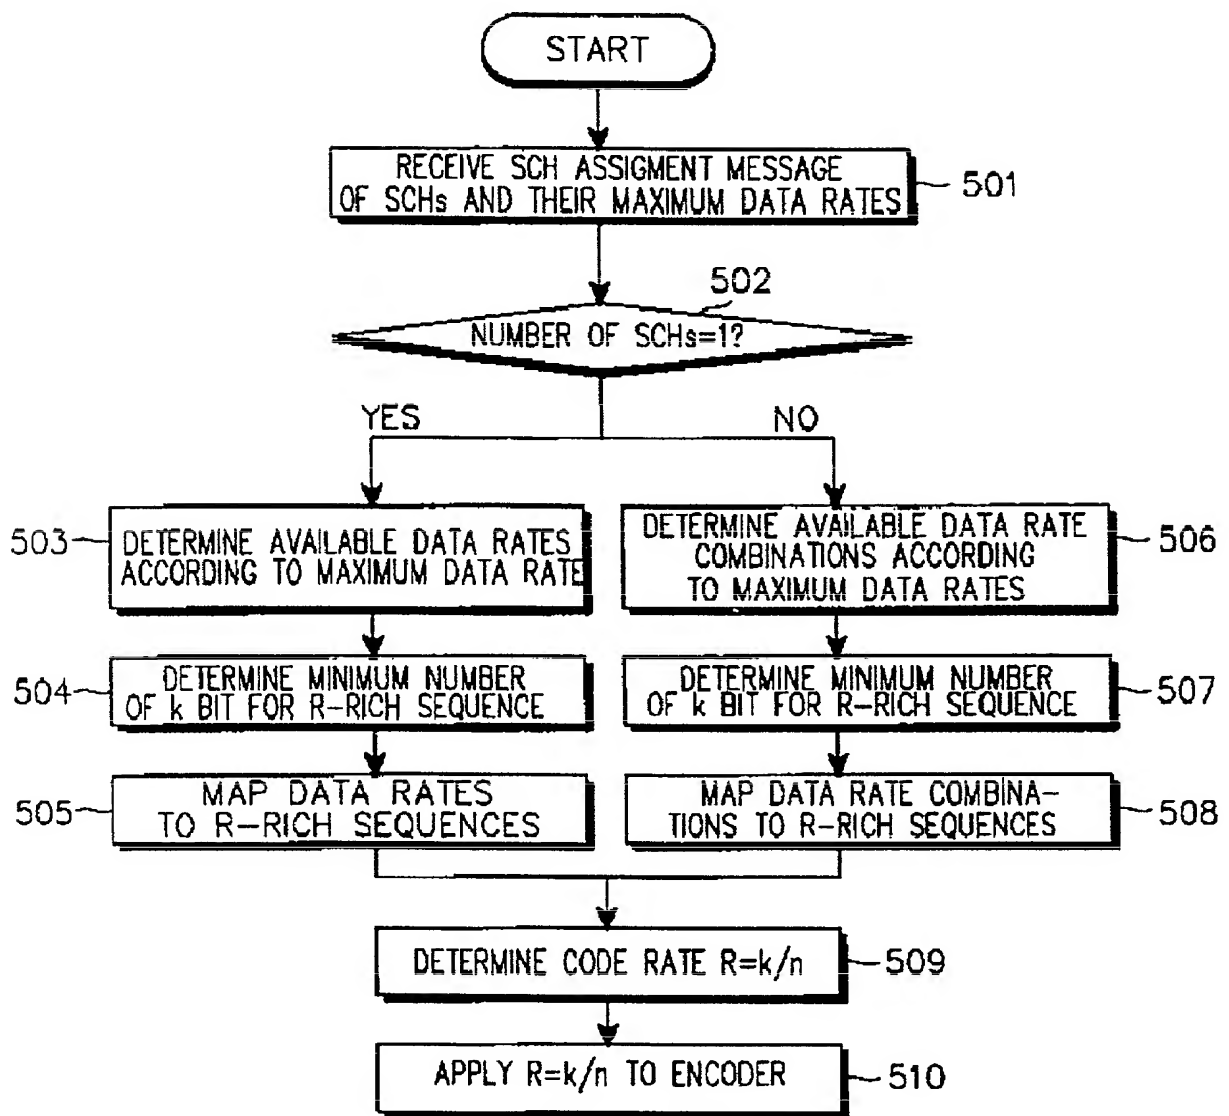 START
RECEIVE SCH ASSIGMENT MESSAGE
OF SCHs AND THEIR MAXIMUM DATA RATES
501
502
NUMBER OF SCHs=1?
YES
NO
503
DETERMINE AVAILABLE DATA RATES
ACCORDING TO MAXIMUM DATA RATE
DETERMINE AVAILABLE DATA RATE
COMBINATIONS ACCORDING
TO MAXIMUM DATA RATES
506
504
DETERMINE MINIMUM NUMBER
OF k BIT FOR R-RICH SEQUENCE
DETERMINE MINIMUM NUMBER
OF k BIT FOR R-RICH SEQUENCE
507
505
MAP DATA RATES
TO R-RICH SEQUENCES
MAP DATA RATE COMBINA-
TIONS TO R-RICH SEQUENCES
508
DETERMINE CODE RATE R=k/n
509
APPLY R=k/n TO ENCODER
510